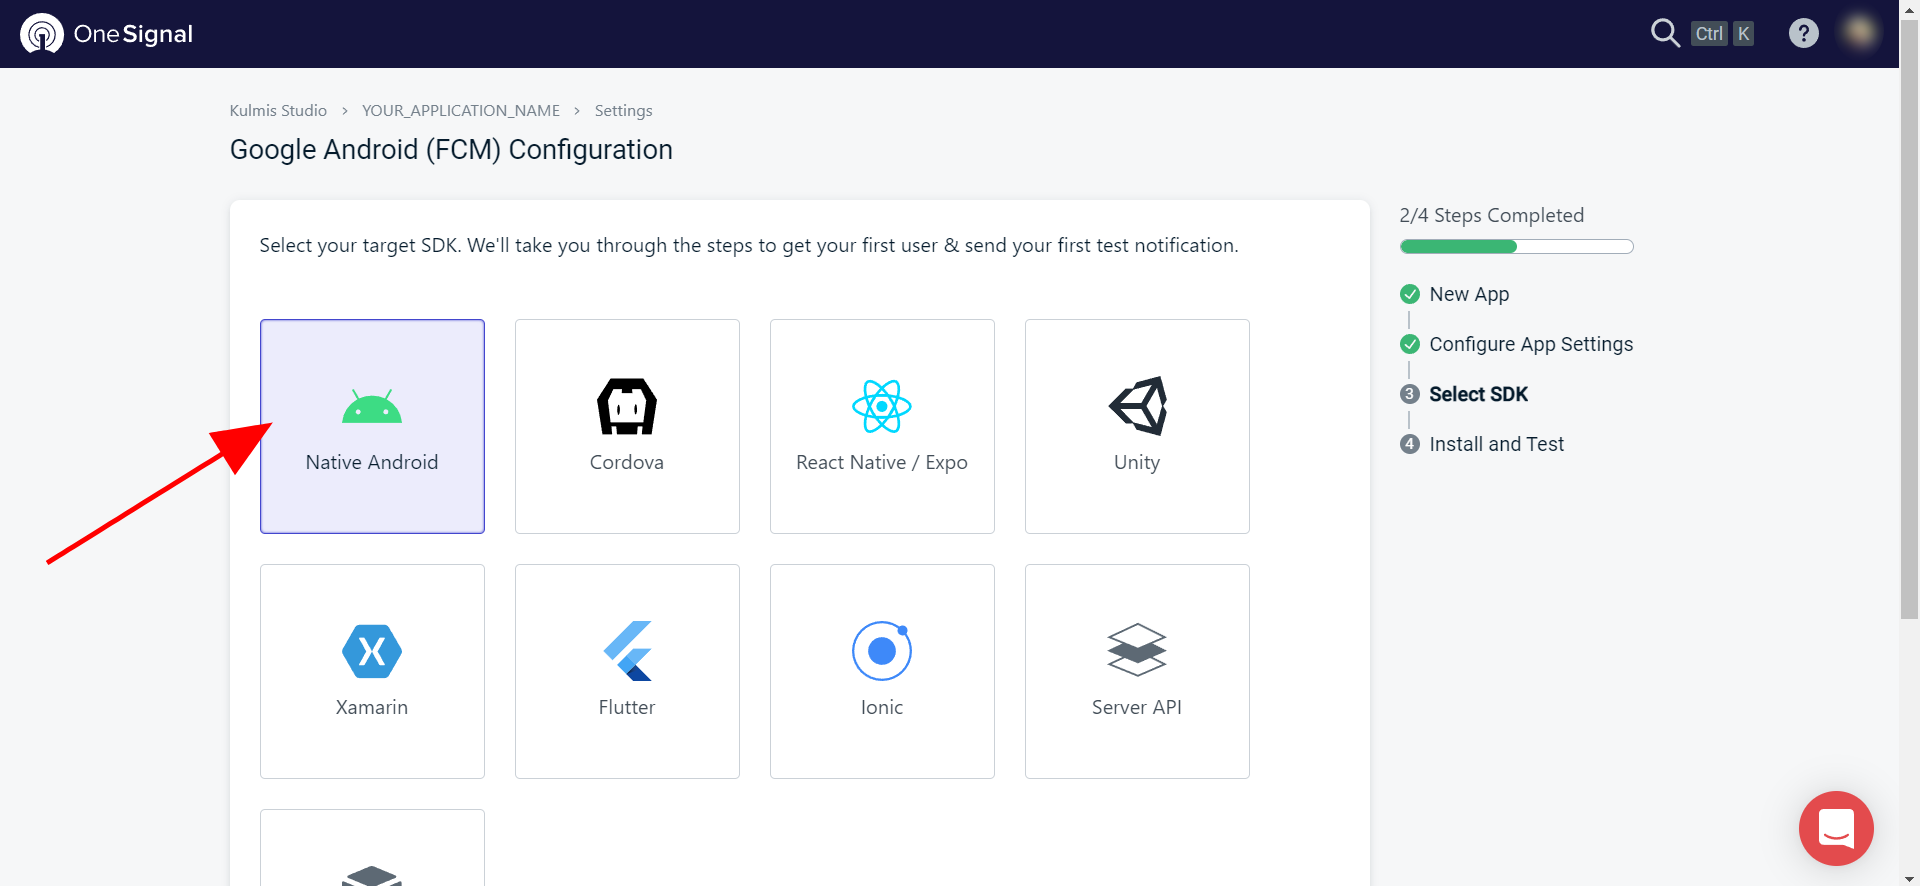 OneSignal
Ctrl K
?
Kulmis Studio > YOUR_APPLICATION_NAME > Settings
Google Android (FCM) Configuration
Select your target SDK. We'll take you through the steps to get your first user & send your first test notification.
Native Android
Cordova
React Native / Expo
Unity
Xamarin
Flutter
Ionic
Server API
2/4 Steps Completed
New App
Configure App Settings
3 Select SDK
4 Install and Test